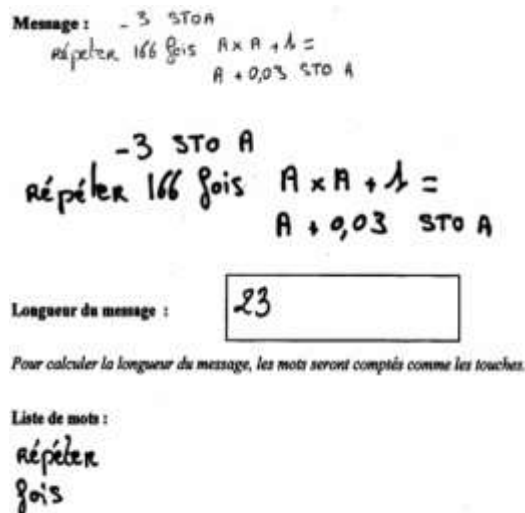 Message : -3 STO A
répéter 166 fois A x A + 1 =
A + 0,03 STO A
-3 STO A
répéter 166 fois A x A + 1 =
A + 0,03 STO A
Longueur du message : 23
Pour calculer la longueur du message, les mots seront comptés comme les touches.
Liste de mots :
répéter
fois